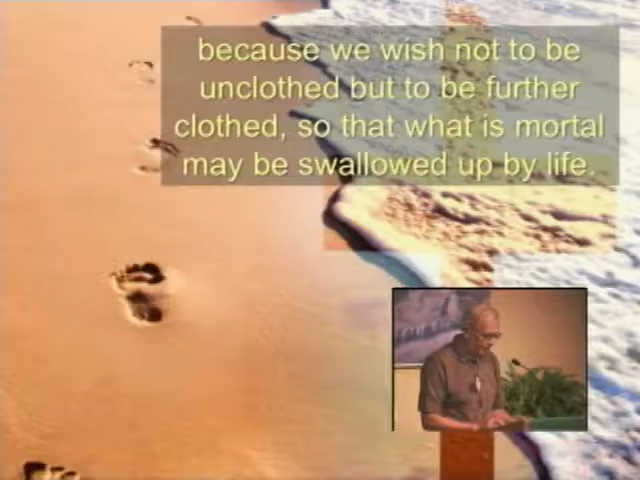 because we wish not to be
unclothed but to be further
clothed, so that what is mortal
may be swallowed up by life.